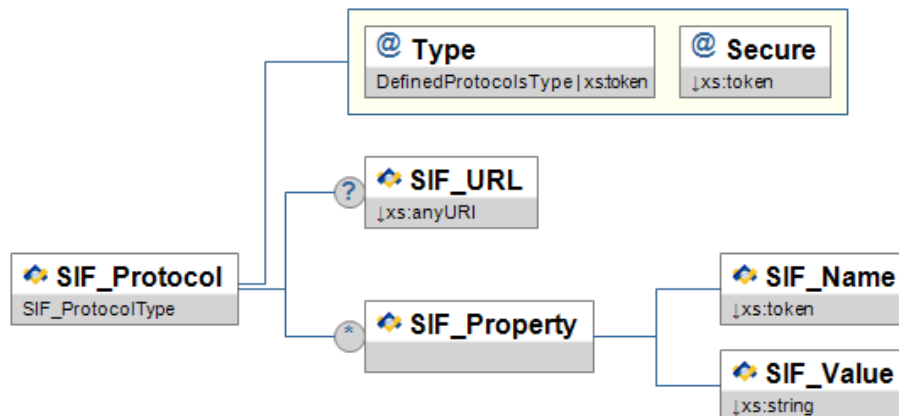 @ Type
DefinedProtocolsType|xs:token
@ Secure
↓xs:token
? SIF_URL
↓xs:anyURI
SIF_Protocol
SIF_ProtocolType
* SIF_Property
SIF_Name
↓xs:token
SIF_Value
↓xs:string